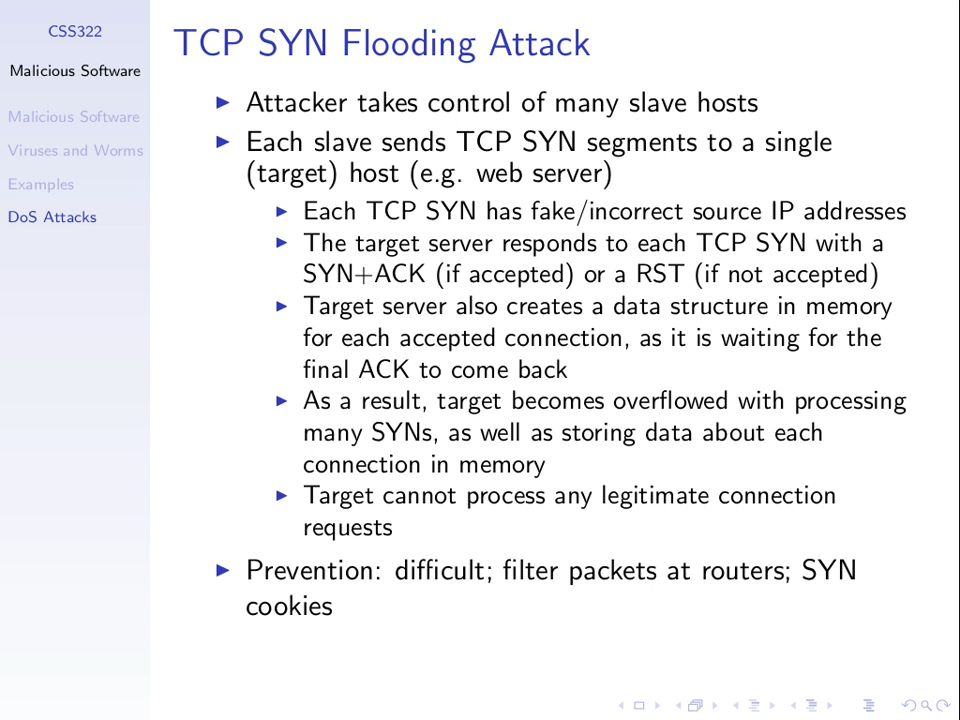 CSS322
Malicious Software
Malicious Software
Viruses and Worms
Examples
DoS Attacks
TCP SYN Flooding Attack
Attacker takes control of many slave hosts
Each slave sends TCP SYN segments to a single
(target) host (e.g. web server)
Each TCP SYN has fake/incorrect source IP addresses
The target server responds to each TCP SYN with a
SYN+ACK (if accepted) or a RST (if not accepted)
Target server also creates a data structure in memory
for each accepted connection, as it is waiting for the
final ACK to come back
As a result, target becomes overflowed with processing
many SYNs, as well as storing data about each
connection in memory
Target cannot process any legitimate connection
requests
Prevention: difficult; filter packets at routers; SYN
cookies